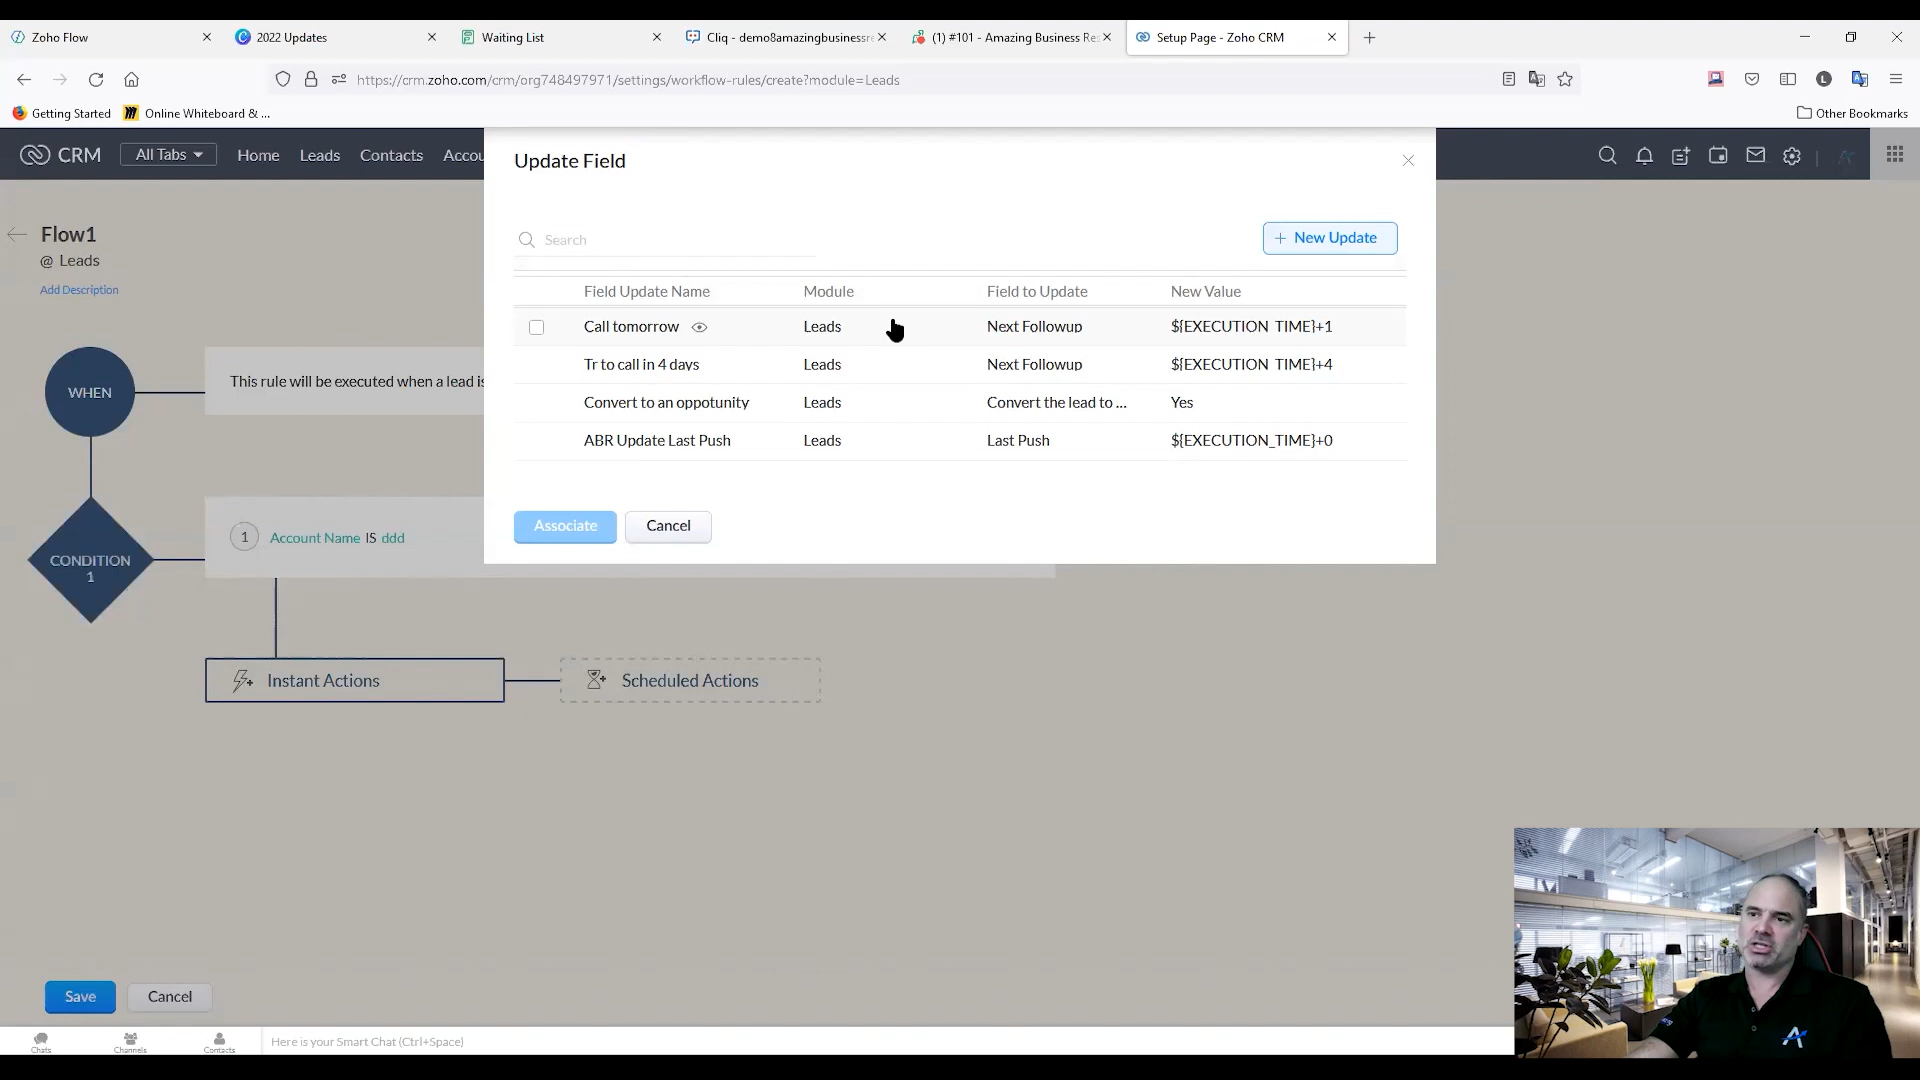 Zoho Flow
2022 Updates
Waiting List
Cliq - demo8amazingbusinessre
(1) #101 - Amazing Business Res
Setup Page - Zoho CRM
https://crm.zoho.com/crm/org748497971/settings/workflow-rules/create?module=Leads
Getting Started
Online Whiteboard & ...
Other Bookmarks
CRM
All Tabs
Home
Leads
Contacts
Accou
Update Field
Flow1
@ Leads
Add Description
Search
+ New Update
Field Update Name Module Field to Update New Value
Call tomorrow Leads Next Followup ${EXECUTION_TIME}+1
Tr to call in 4 days Leads Next Followup ${EXECUTION_TIME}+4
Convert to an oppotunity Leads Convert the lead to ... Yes
ABR Update Last Push Leads Last Push ${EXECUTION_TIME}+0
Associate
Cancel
WHEN
This rule will be executed when a lead is
CONDITION
1
1 Account Name IS ddd
Instant Actions
Scheduled Actions
Save
Cancel
Chats
Channels
Contacts
Here is your Smart Chat (Ctrl+Space)